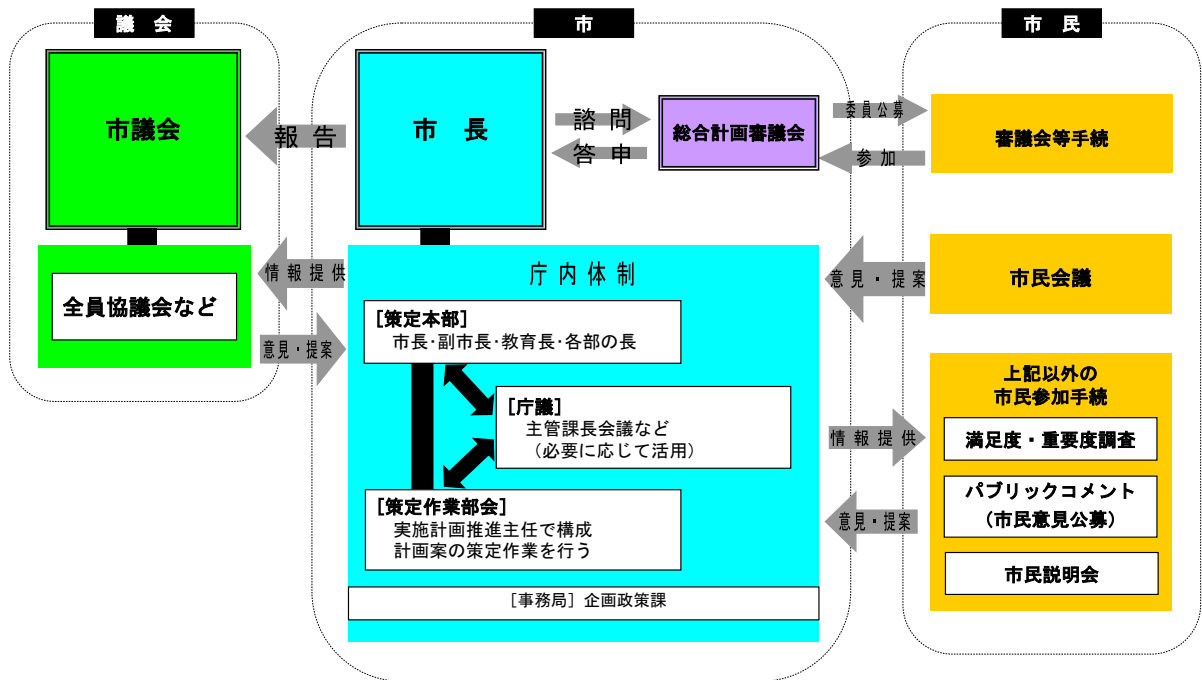 議会
市
市民
市議会
報告
市長
諮問
答申
総合計画審議会
委員公募
参加
審議会等手続
全員協議会など
情報提供
意見・提案
庁内体制
[策定本部]
市長・副市長・教育長・各部の長
[庁議]
主管課長会議など
（必要に応じて活用）
[策定作業部会]
実施計画推進主任で構成
計画案の策定作業を行う
[事務局] 企画政策課
意見・提案
市民会議
情報提供
意見・提案
上記以外の
市民参加手続
満足度・重要度調査
パブリックコメント
（市民意見公募）
市民説明会